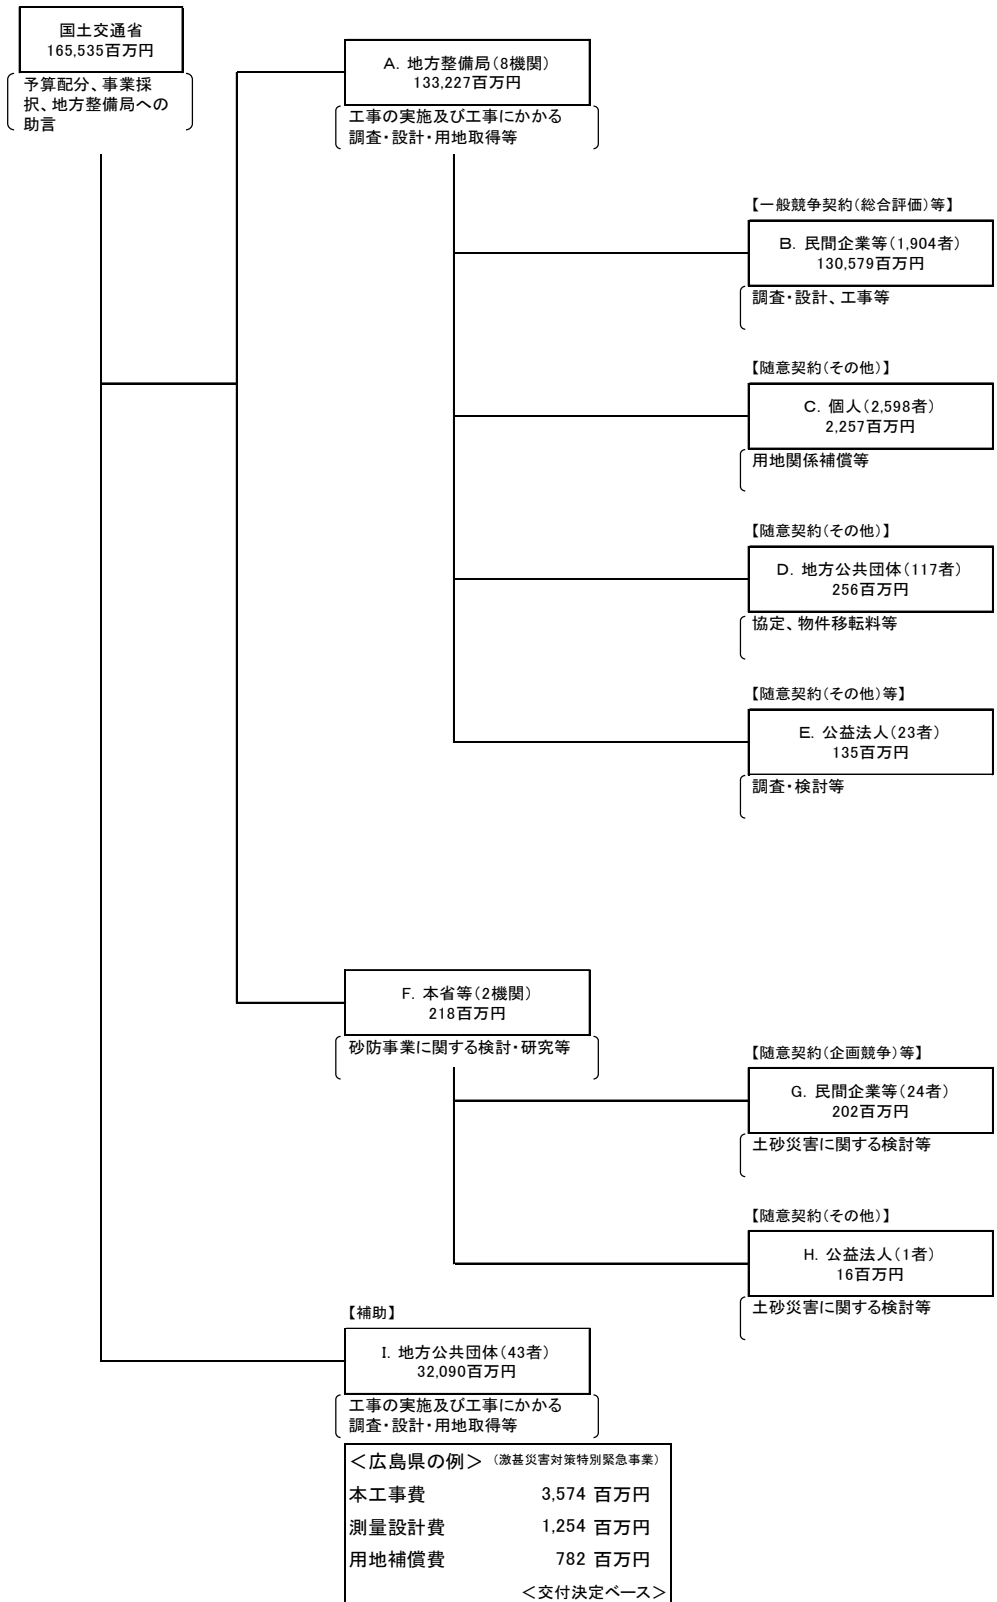 国土交通省
165,535百万円
予算配分、事業採
択、地方整備局への
助言
A. 地方整備局(8機関)
133,227百万円
工事の実施及び工事にかかる
調査・設計・用地取得等
【一般競争契約(総合評価)等】
B. 民間企業等(1,904者)
130,579百万円
調査・設計、工事等
【随意契約(その他)】
C. 個人(2,598者)
2,257百万円
用地関係補償等
【随意契約(その他)】
D. 地方公共団体(117者)
256百万円
協定、物件移転料等
【随意契約(その他)等】
E. 公益法人(23者)
135百万円
調査・検討等
F. 本省等(2機関)
218百万円
砂防事業に関する検討・研究等
【随意契約(企画競争)等】
G. 民間企業等(24者)
202百万円
土砂災害に関する検討等
【随意契約(その他)】
H. 公益法人(1者)
16百万円
土砂災害に関する検討等
【補助】
I. 地方公共団体(43者)
32,090百万円
工事の実施及び工事にかかる
調査・設計・用地取得等
<広島県の例> (激甚災害対策特別緊急事業)
本工事費 3,574 百万円
測量設計費 1,254 百万円
用地補償費 782 百万円
<交付決定ベース>